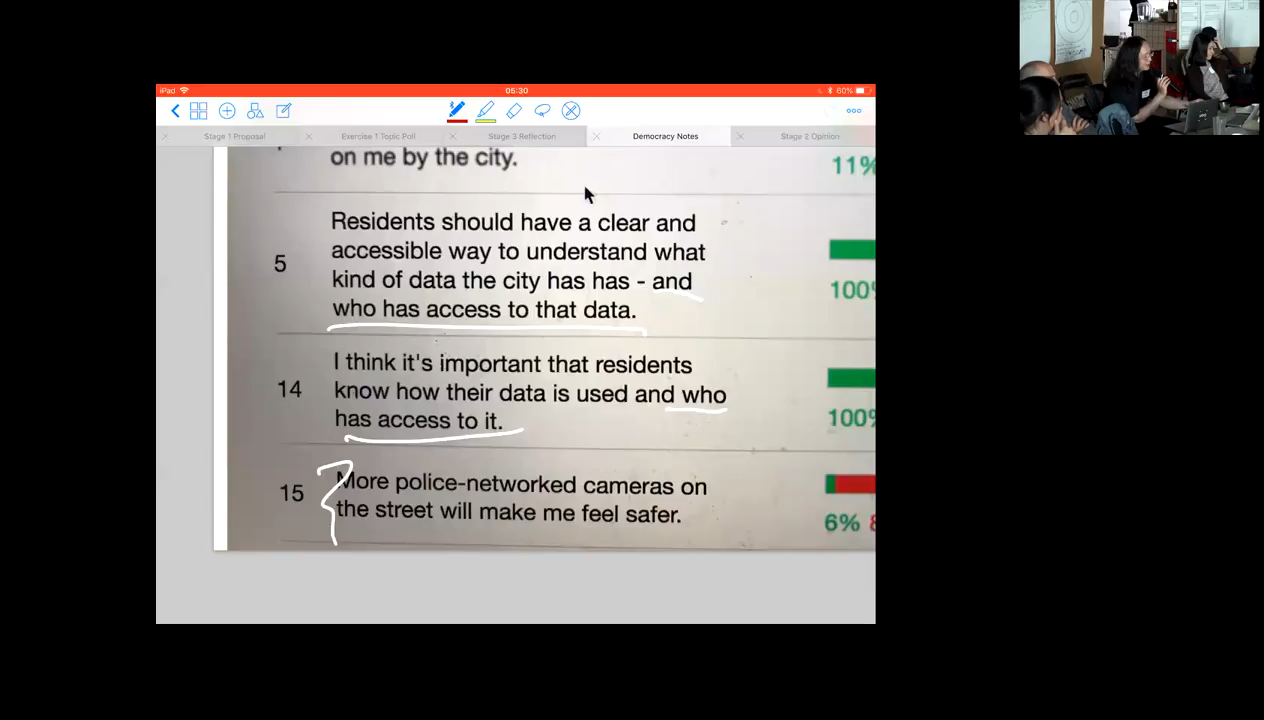 iPad
05:30
60%
Stage 1 Proposal
Exercise 1 Topic Poll
Stage 3 Reflection
Democracy Notes
Stage 2 Opinion
on me by the city.
11%
5
Residents should have a clear and
accessible way to understand what
kind of data the city has has - and
who has access to that data.
100%
14
I think it's important that residents
know how their data is used and who
has access to it.
100%
15
More police-networked cameras on
the street will make me feel safer.
6%